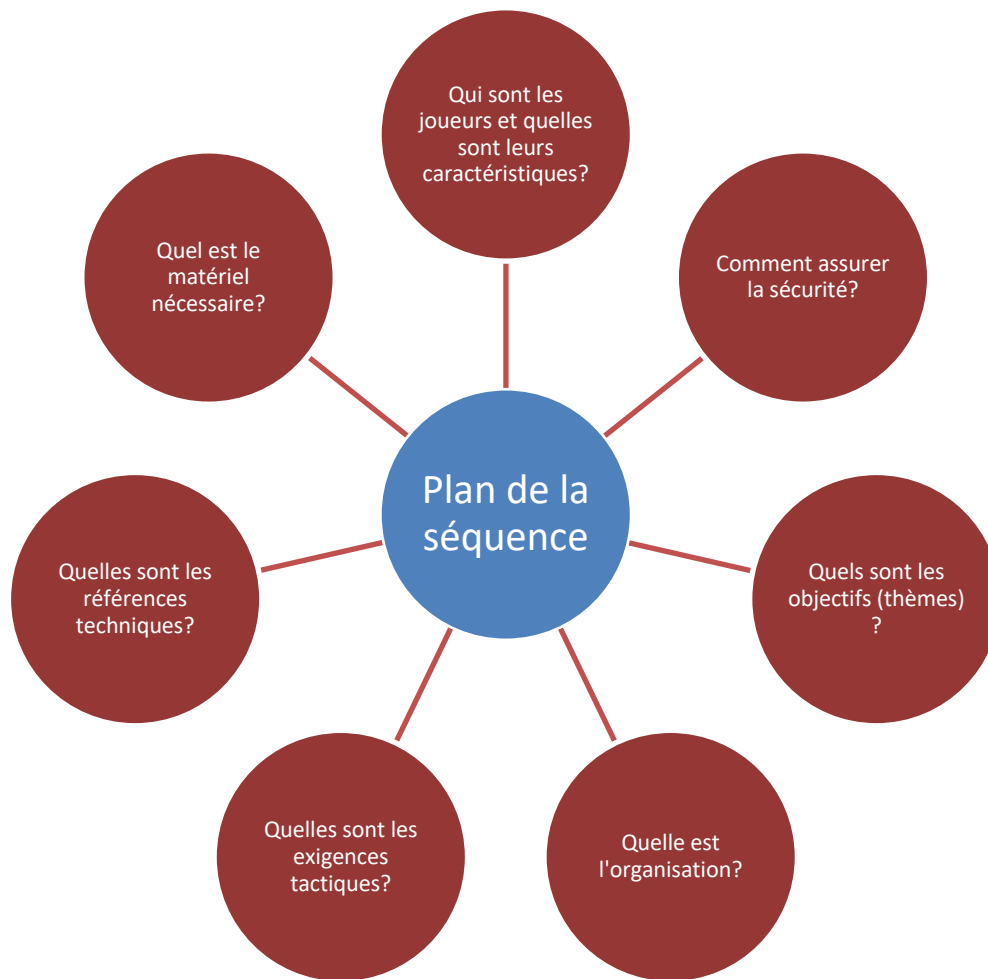 Qui sont les
joueurs et quelles
sont leurs
caractéristiques?
Comment assurer
la sécurité?
Quels sont les
objectifs (thèmes)
?
Quelle est
l'organisation?
Quelles sont les
exigences
tactiques?
Quelles sont les
références
techniques?
Quel est le
matériel
nécessaire?
Plan de la
séquence